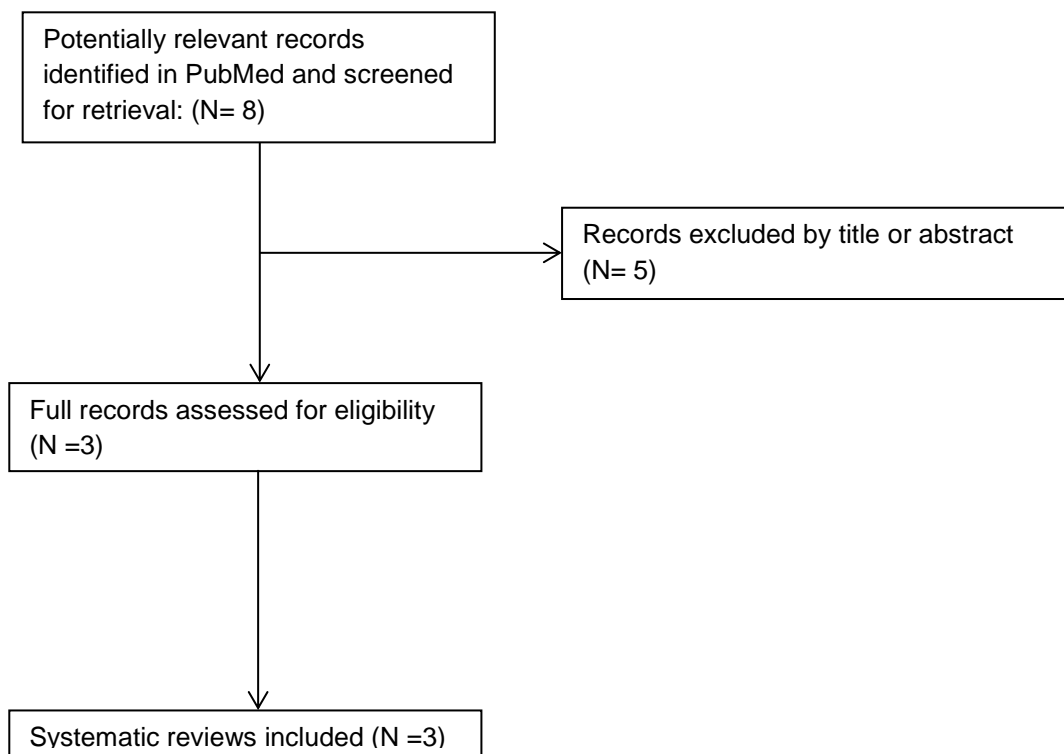 Potentially relevant records
identified in PubMed and screened
for retrieval: (N= 8)
Records excluded by title or abstract
(N= 5)
Full records assessed for eligibility
(N =3)
Systematic reviews included (N =3)